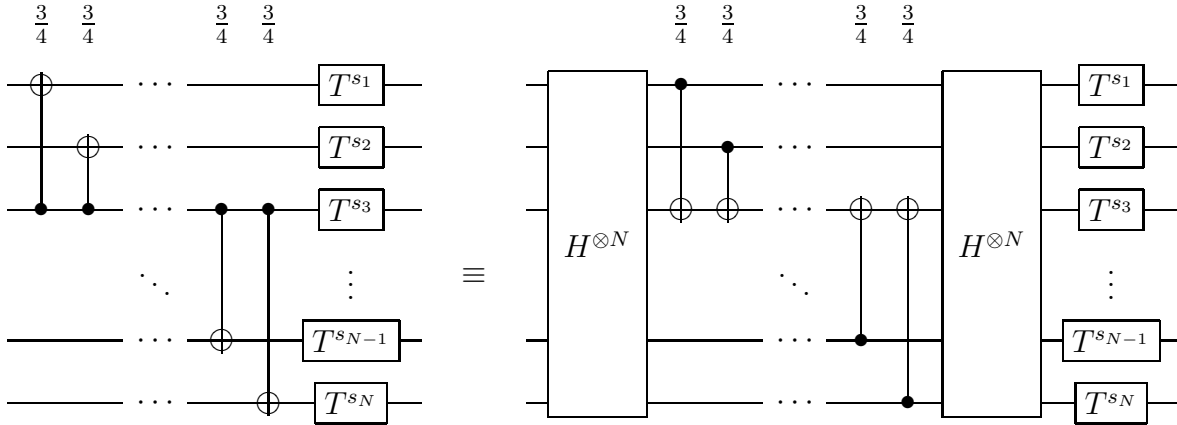 3/4 3/4 3/4 3/4 3/4 3/4 3/4 3/4
⋯ T^{s_1} ⋯ T^{s_1}
⋯ T^{s_2} ⋯ T^{s_2}
⋯ T^{s_3} ⋯ T^{s_3}
⋱ ⋮ ≡ H^{⊗N} ⋱ H^{⊗N} ⋮
⋯ T^{s_{N-1}} ⋯ T^{s_{N-1}}
⋯ T^{s_N} ⋯ T^{s_N}